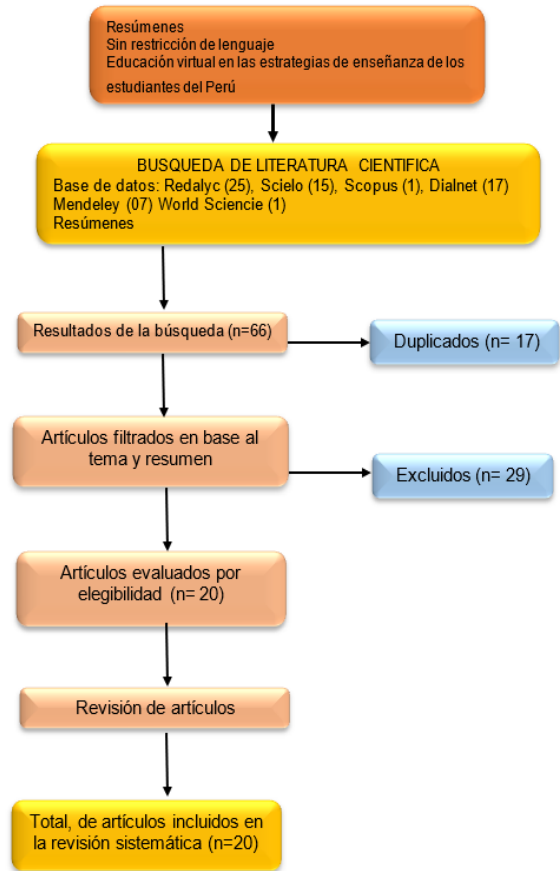 Resúmenes
Sin restricción de lenguaje
Educación virtual en las estrategias de enseñanza de los
estudiantes del Perú
BUSQUEDA DE LITERATURA CIENTIFICA
Base de datos: Redalyc (25), Scielo (15), Scopus (1), Dialnet (17)
Mendeley (07) World Sciencie (1)
Resúmenes
Resultados de la búsqueda (n=66)
Duplicados (n= 17)
Artículos filtrados en base al
tema y resumen
Excluidos (n= 29)
Artículos evaluados por
elegibilidad (n= 20)
Revisión de artículos
Total, de artículos incluidos en
la revisión sistemática (n=20)